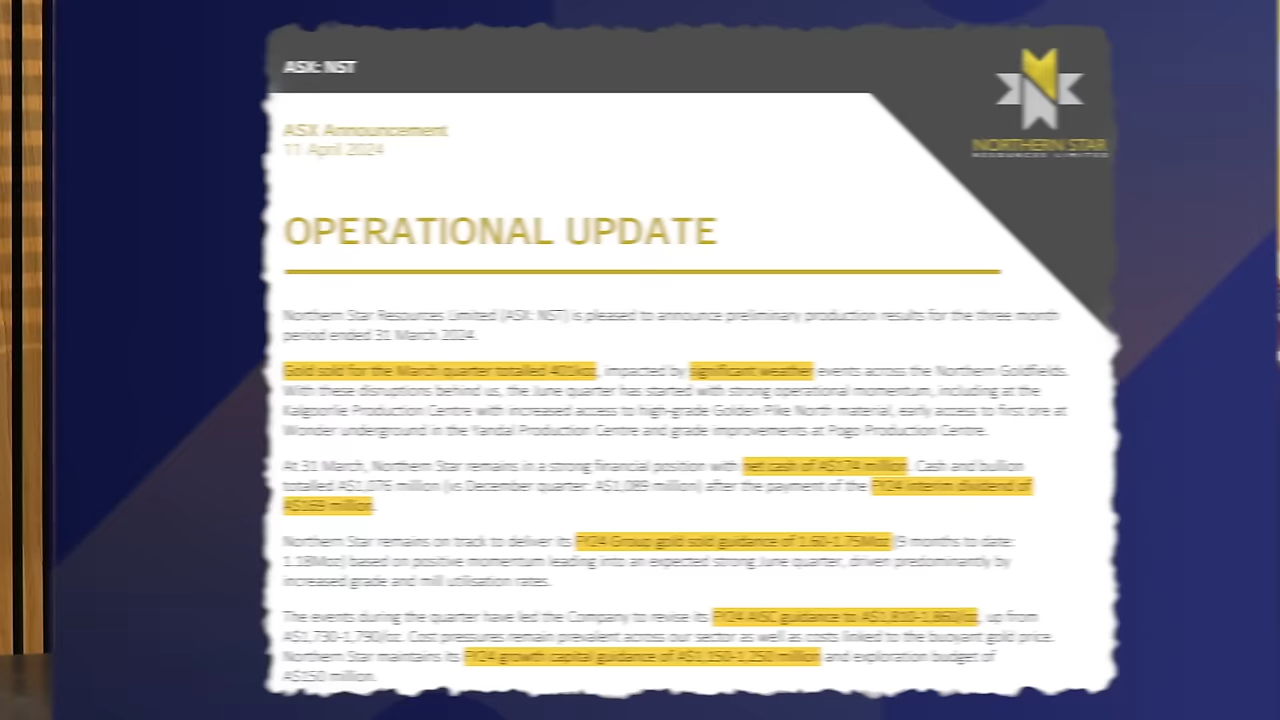 ASX: NST
NORTHERN STAR
RESOURCES LIMITED
ASX Announcement
11 April 2024
OPERATIONAL UPDATE
Northern Star Resources Limited (ASX: NST) is pleased to announce preliminary production results for the three month
period ended 31 March 2024.
Gold sold for the March quarter totalled 401koz, impacted by significant weather events across the Northern Goldfields.
With these disruptions behind us, the June quarter has started with strong operational momentum, including at the
Kalgoorlie Production Centre with increased access to high-grade Golden Pike North material, early access to first ore at
Wonder underground in the Yandal Production Centre and grade improvements at Pogo Production Centre.
At 31 March, Northern Star remains in a strong financial position with net cash of A$174 million. Cash and bullion
totalled A$1,076 million (vs December quarter: A$1,089 million) after the payment of the FY24 interim dividend of
A$169 million.
Northern Star remains on track to deliver its FY24 Group gold sold guidance of 1.60-1.75Moz (9 months to date:
1.18Moz) based on positive momentum leading into an expected strong June quarter, driven predominantly by
increased grade and mill utilisation rates.
The events during the quarter have led the Company to revise its FY24 AISC guidance to A$1,810-1,860/oz, up from
A$1,730-1,790/oz. Cost pressures remain prevalent across our sector as well as costs linked to the buoyant gold price.
Northern Star maintains its FY24 growth capital guidance of A$1,150-1,250 million and exploration budget of
A$150 million.